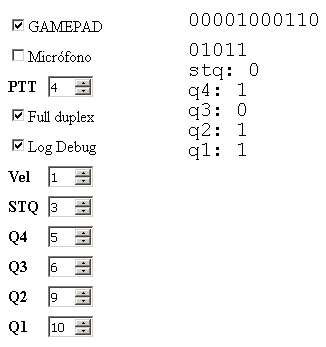 GAMEPAD
Micrófono
PTT 4
Full duplex
Log Debug
Vel 1
STQ 3
Q4 5
Q3 6
Q2 9
Q1 10
00001000110
01011
stq: 0
q4: 1
q3: 0
q2: 1
q1: 1